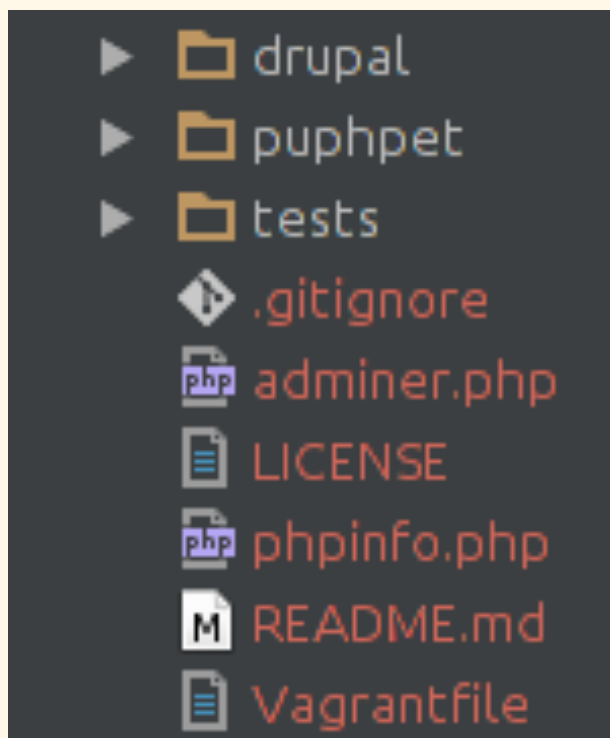 drupal
puphpet
tests
.gitignore
php adminer.php
LICENSE
php phpinfo.php
M README.md
Vagrantfile